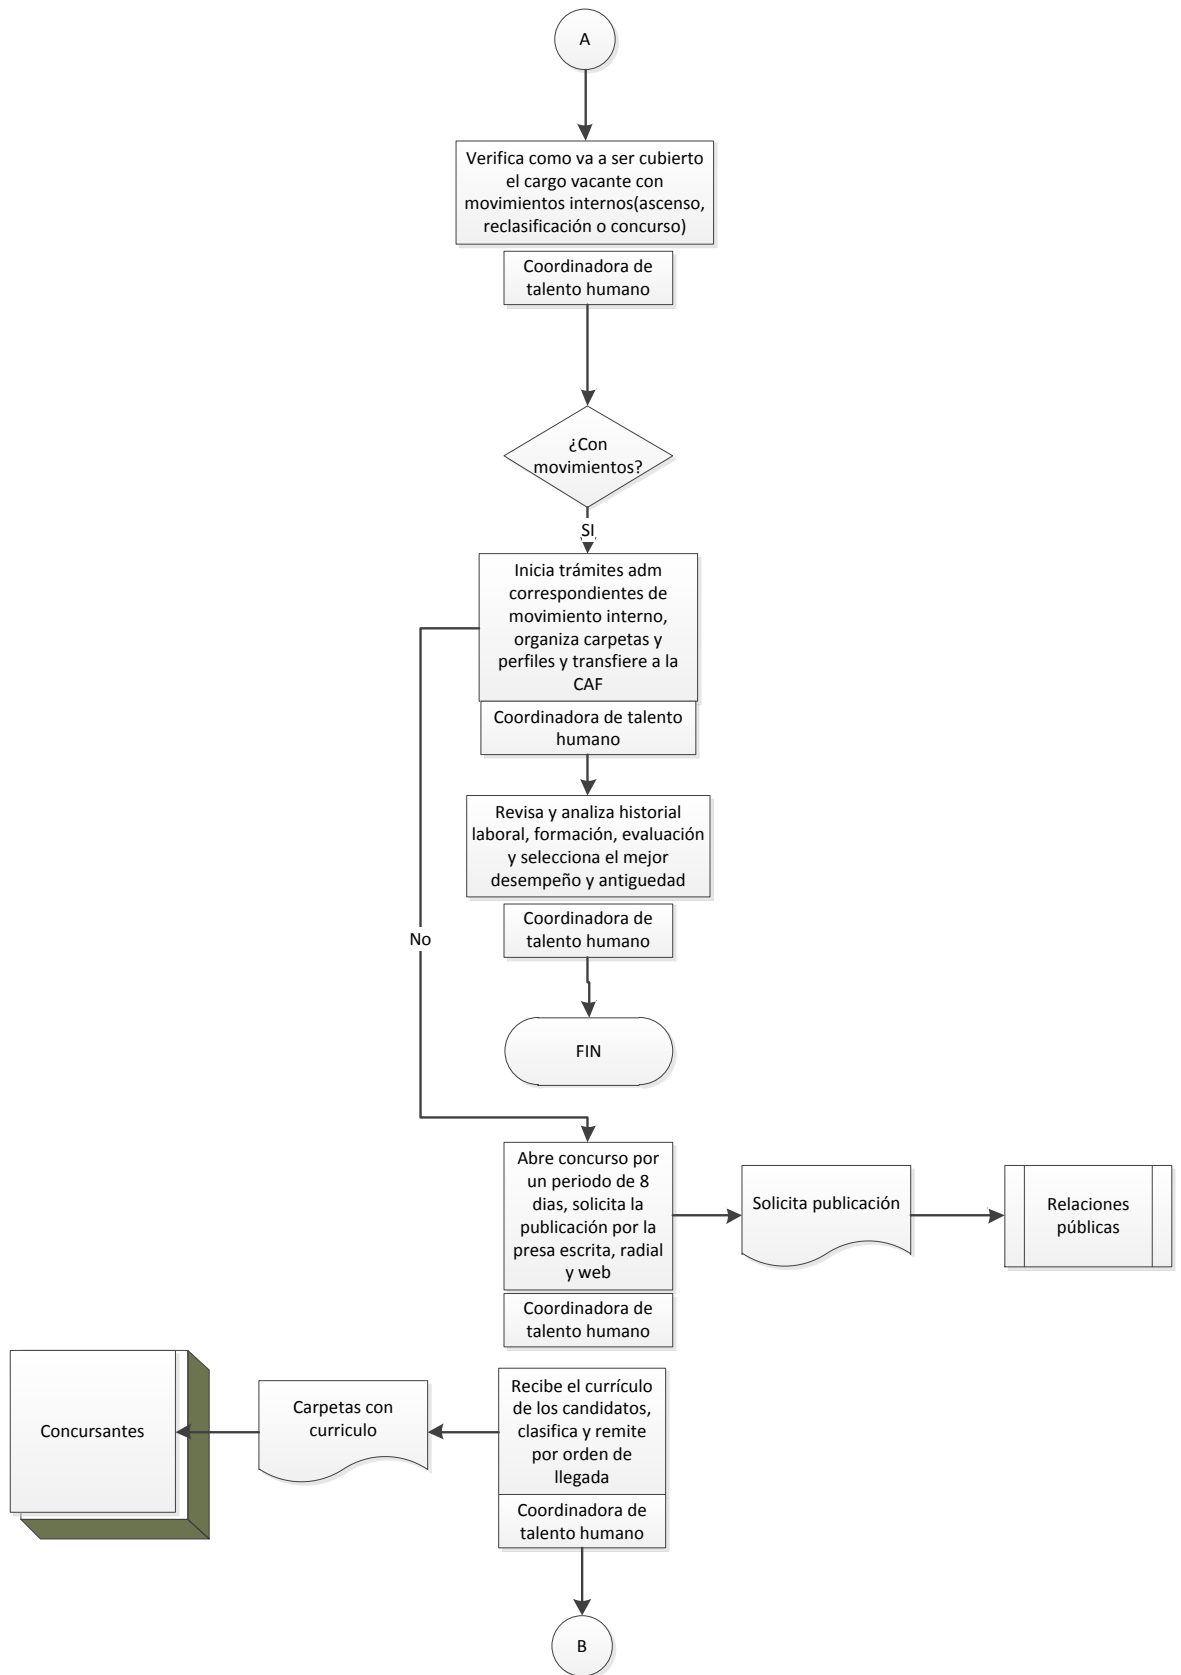 A
Verifica como va a ser cubierto
el cargo vacante con
movimientos internos(ascenso,
reclasificación o concurso)
Coordinadora de
talento humano
¿Con
movimientos?
SI
Inicia trámites adm
correspondientes de
movimiento interno,
organiza carpetas y
perfiles y transfiere a la
CAF
Coordinadora de talento
humano
Revisa y analiza historial
laboral, formación, evaluación
y selecciona el mejor
desempeño y antiguedad
Coordinadora de
talento humano
No
FIN
Abre concurso por
un periodo de 8
dias, solicita la
publicación por la
presa escrita, radial
y web
Coordinadora de
talento humano
Solicita publicación
Relaciones
públicas
Concursantes
Carpetas con
curriculo
Recibe el currículo
de los candidatos,
clasifica y remite
por orden de
llegada
Coordinadora de
talento humano
B